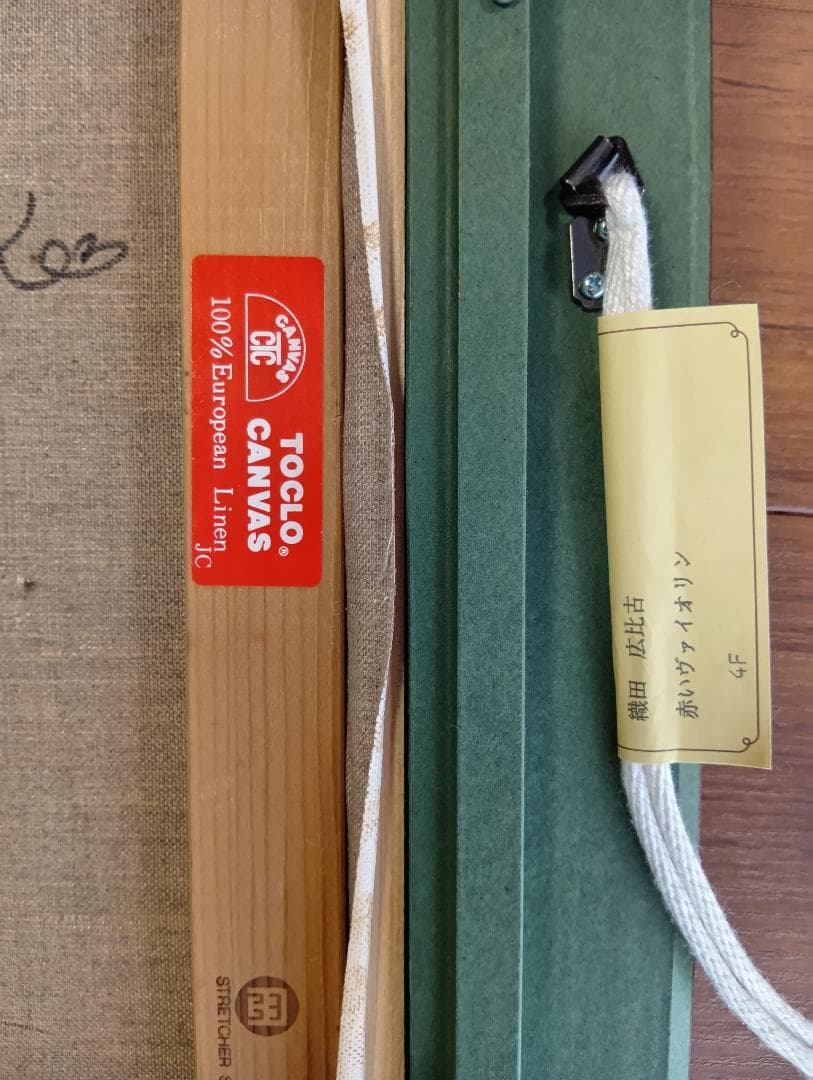 CANVAS
CTC
TOCLO®
CANVAS
100% European Linen
JC
STRETCHER
織田 広比古
赤いヴァイオリン
4F